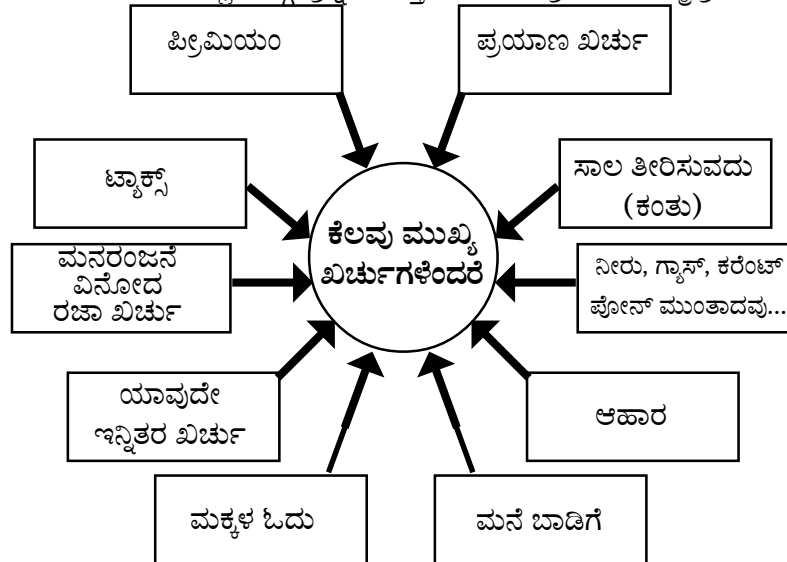 ಪ್ರೀಮಿಯಂ
ಪ್ರಯಾಣ ಖರ್ಚು
ಟ್ಯಾಕ್ಸ್
ಸಾಲ ತೀರಿಸುವದು
(ಕಂತು)
ಕೆಲವು ಮುಖ್ಯ
ಖರ್ಚುಗಳೆಂದರೆ
ಮನರಂಜನೆ
ವಿನೋದ
ರಜಾ ಖರ್ಚು
ನೀರು, ಗ್ಯಾಸ್, ಕರೆಂಟ್
ಪೋನ್ ಮುಂತಾದವು...
ಯಾವುದೇ
ಇನ್ನಿತರ ಖರ್ಚು
ಆಹಾರ
ಮಕ್ಕಳ ಓದು
ಮನೆ ಬಾಡಿಗೆ